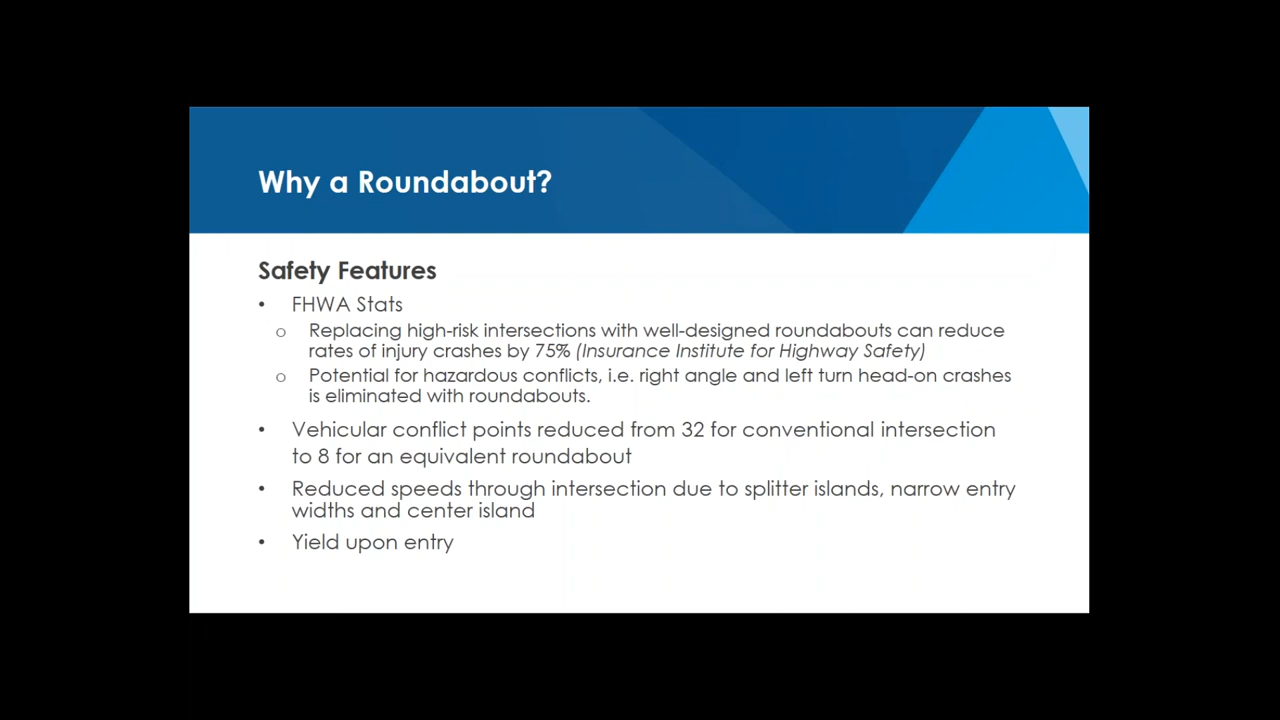 Why a Roundabout?
Safety Features
• FHWA Stats
o Replacing high-risk intersections with well-designed roundabouts can reduce
rates of injury crashes by 75% (Insurance Institute for Highway Safety)
o Potential for hazardous conflicts, i.e. right angle and left turn head-on crashes
is eliminated with roundabouts.
• Vehicular conflict points reduced from 32 for conventional intersection
to 8 for an equivalent roundabout
• Reduced speeds through intersection due to splitter islands, narrow entry
widths and center island
• Yield upon entry